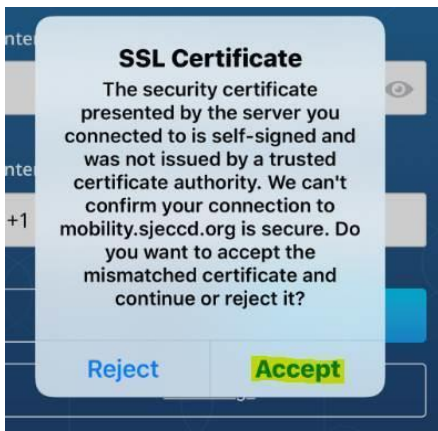 nter
SSL Certificate
The security certificate
presented by the server you
connected to is self-signed and
was not issued by a trusted
nter
certificate authority. We can't
confirm your connection to
+1
mobility.sjeccd.org is secure. Do
you want to accept the
mismatched certificate and
continue or reject it?
Reject Accept